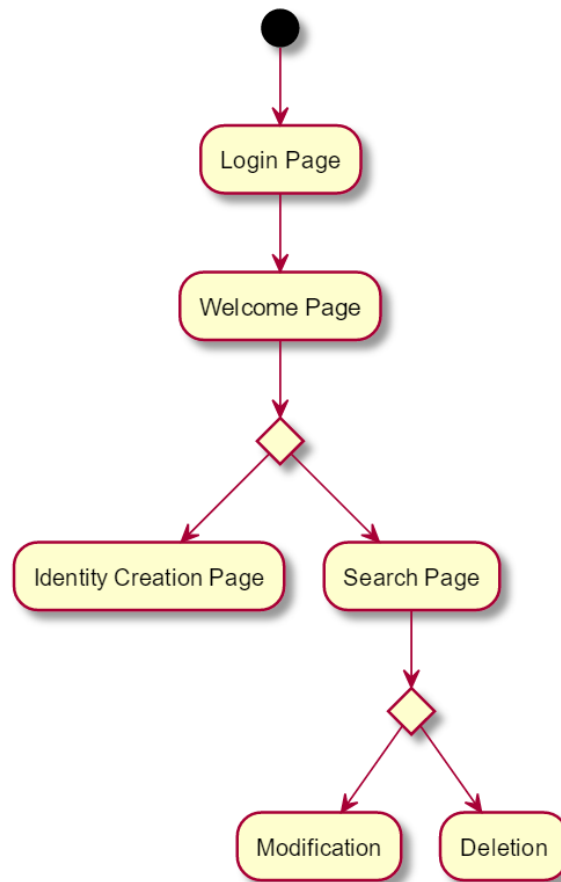 Login Page
Welcome Page
Identity Creation Page
Search Page
Modification
Deletion